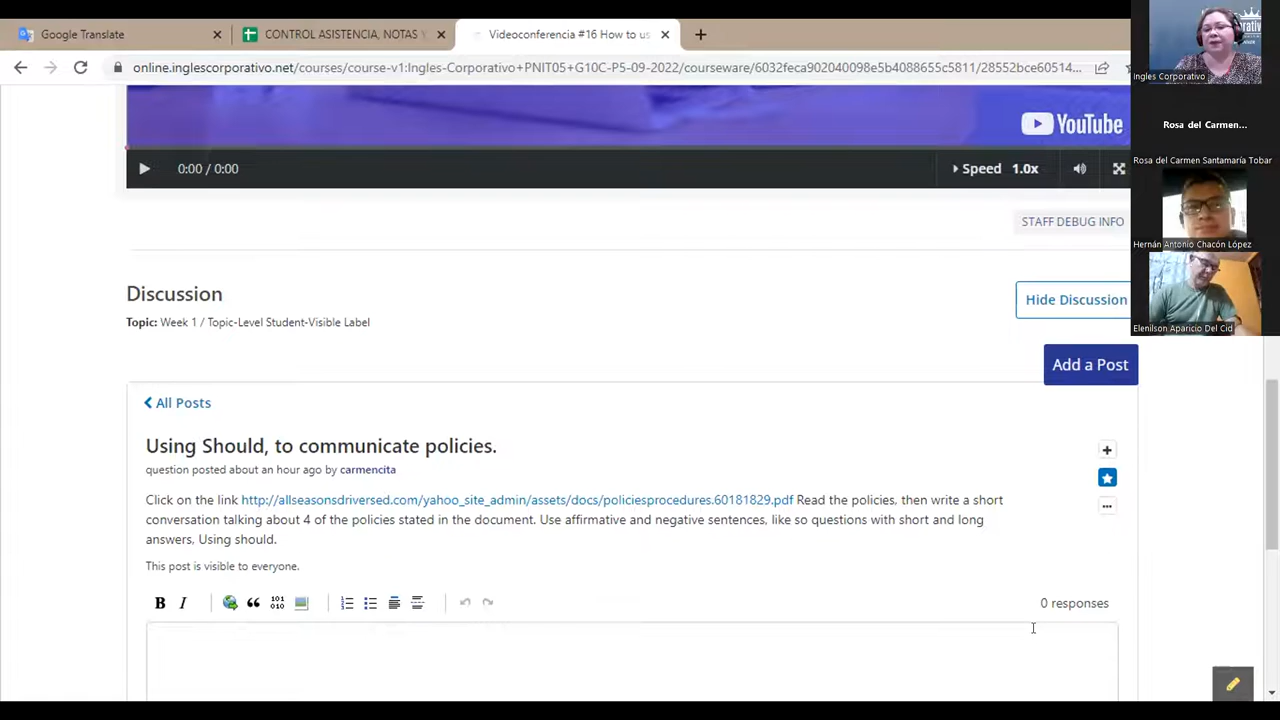 Google Translate
CONTROL ASISTENCIA, NOTAS Y
Videoconferencia #16 How to us
online.inglescorporativo.net/courses/course-v1:Ingles-Corporativo+PNIT05+G10C-P5-09-2022/courseware/6032feca902040098e5b4088655c5811/28552bce60514...
Ingles Corporativo
Rosa del Carmen...
Rosa del Carmen Santamaría Tobar
Hernán Antonio Chacón López
Elenilson Aparicio Del Cid
YouTube
0:00 / 0:00
Speed 1.0x
STAFF DEBUG INFO
Discussion
Hide Discussion
Topic: Week 1 / Topic-Level Student-Visible Label
Add a Post
All Posts
Using Should, to communicate policies.
question posted about an hour ago by carmencita
Click on the link http://allseasonsdriversed.com/yahoo_site_admin/assets/docs/policiesprocedures.60181829.pdf Read the policies, then write a short
conversation talking about 4 of the policies stated in the document. Use affirmative and negative sentences, like so questions with short and long
answers, Using should.
This post is visible to everyone.
B I
0 responses